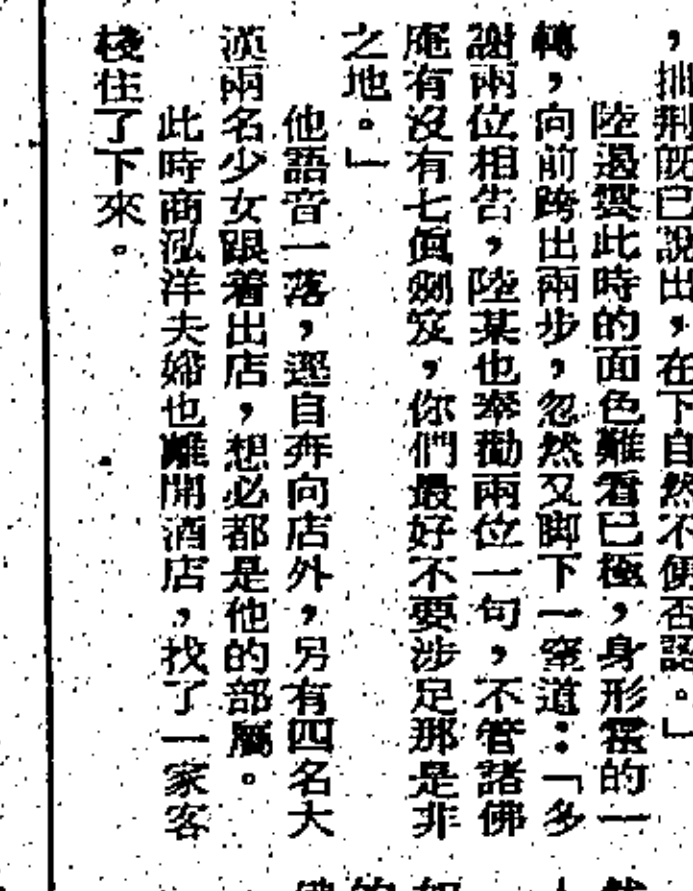 ，拙荊既已說出，在下自然不便否認。」
陸遏雲此時的面色難看已極，身形霍的一
轉，向前跨出兩步，忽然又脚下一窒道：「多
謝兩位相告，陸某也奉勸兩位一句，不管諸佛
庵有沒有七眞劍笈，你們最好不要涉足那是非
之地。」
他語音一落，逕自奔向店外，另有四名大
漢兩名少女跟着出店，想必都是他的部屬。
此時商泓洋夫婦也離開酒店，找了一家客
棧住了下來。